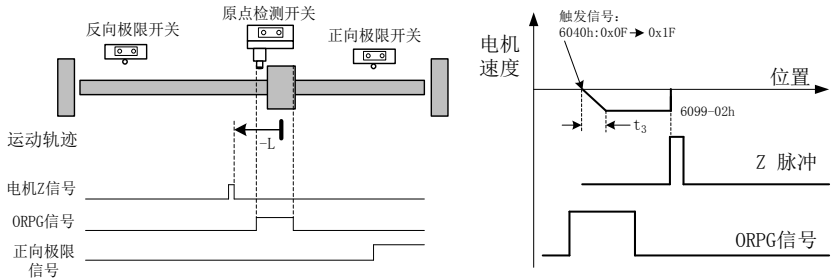 反向极限开关
原点检测开关
正向极限开关
运动轨迹
-L
电机Z信号
ORPG信号
正向极限
信号
触发信号:
6040h:0x0F→0x1F
电机
速度
位置
6099-02h
t3
Z 脉冲
ORPG信号